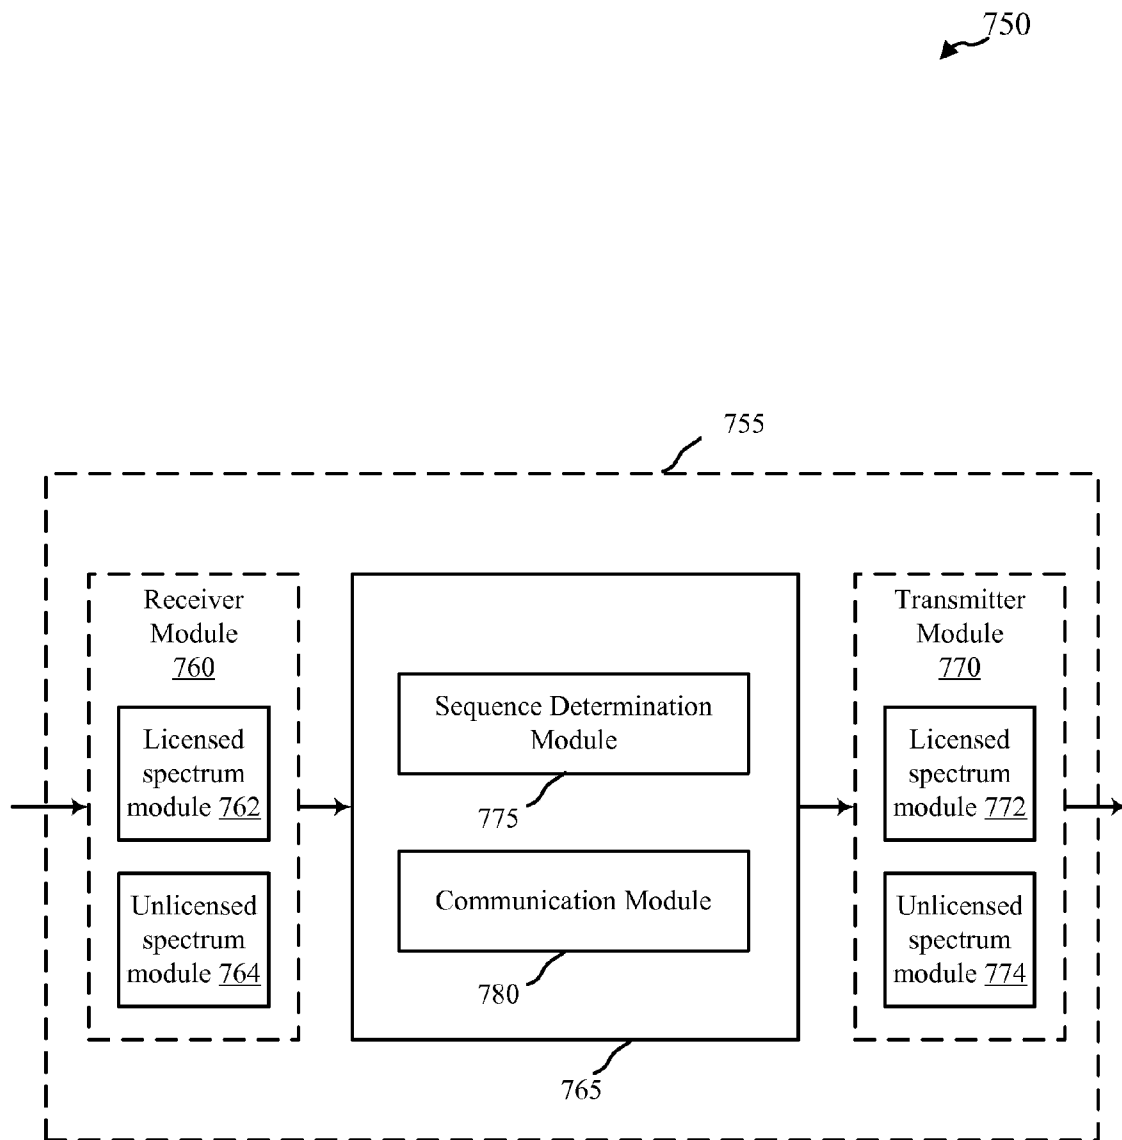 750
755
Receiver
Module
760
Licensed
spectrum
module 762
Unlicensed
spectrum
module 764
Sequence Determination
Module
775
Communication Module
780
765
Transmitter
Module
770
Licensed
spectrum
module 772
Unlicensed
spectrum
module 774